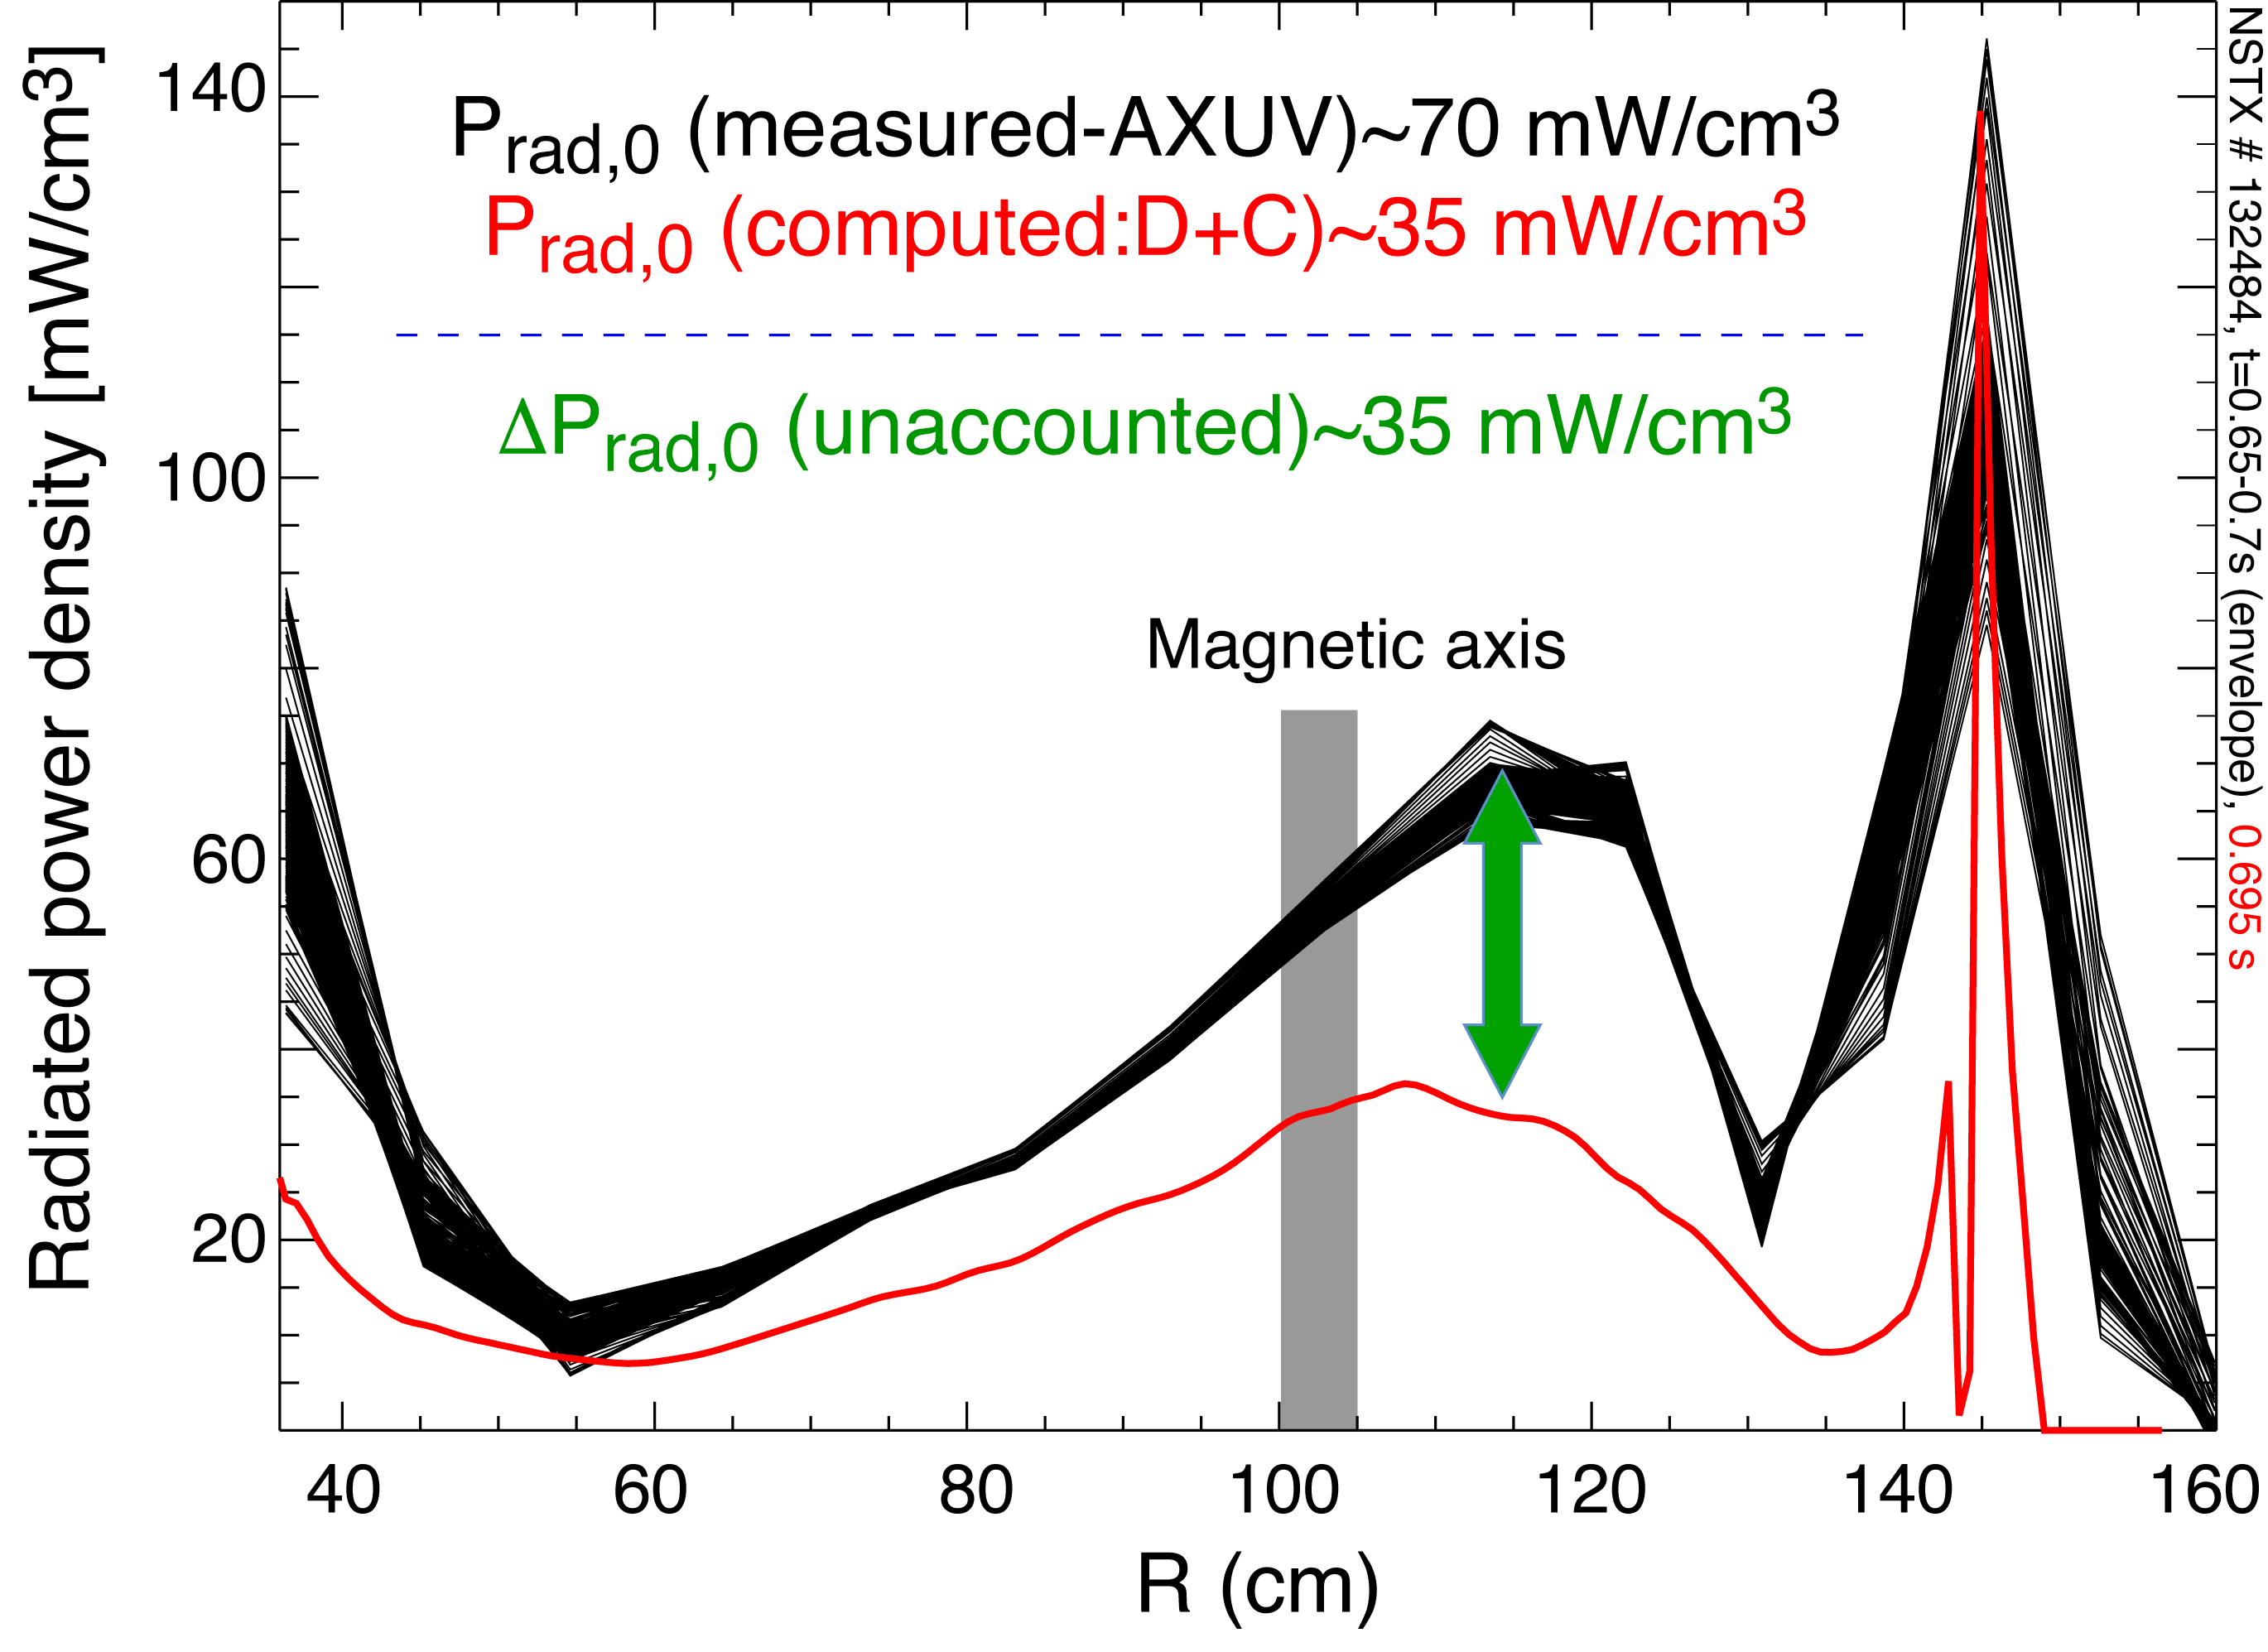 Radiated power density [mW/cm3]
140
100
60
20
Prad,0 (measured-AXUV)~70 mW/cm3
Prad,0 (computed:D+C)~35 mW/cm3
ΔPrad,0 (unaccounted)~35 mW/cm3
Magnetic axis
40 60 80 100 120 140 160
R (cm)
NSTX # 132484, t=0.65-0.7s (envelope), 0.695 s